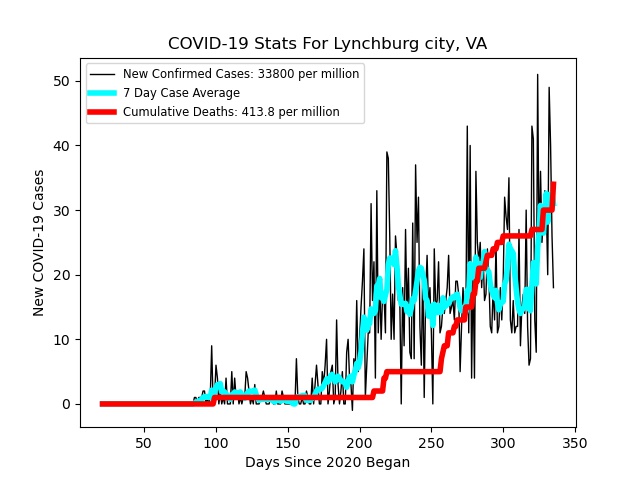 COVID-19 Stats For Lynchburg city, VA
New Confirmed Cases: 33800 per million
7 Day Case Average
Cumulative Deaths: 413.8 per million
New COVID-19 Cases
50
40
30
20
10
0
50 100 150 200 250 300 350
Days Since 2020 Began